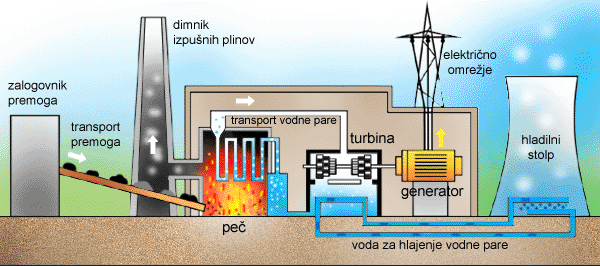 dimnik
izpušnih plinov
zalogovnik
premoga
transport
premoga
transport vodne pare
turbina
električno
omrežje
hladilni
stolp
generator
peč
voda za hlajenje vodne pare